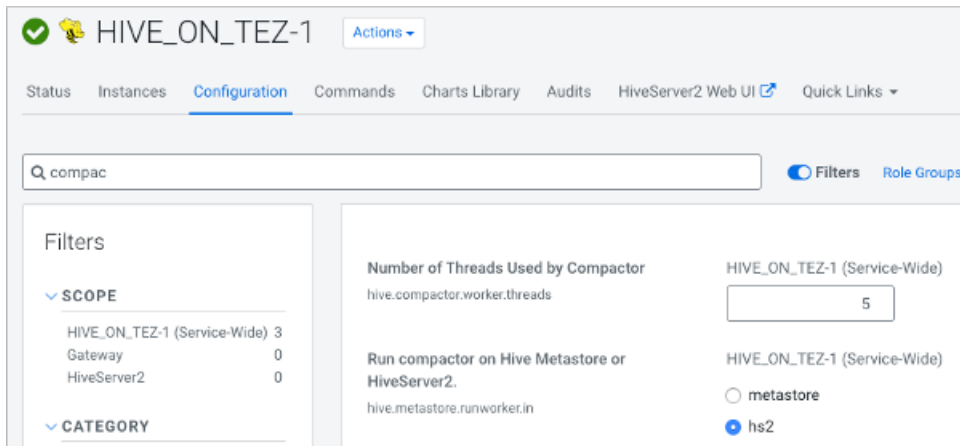 HIVE_ON_TEZ-1 Actions
Status Instances Configuration Commands Charts Library Audits HiveServer2 Web UI Quick Links
compac Filters Role Groups
Filters
SCOPE
HIVE_ON_TEZ-1 (Service-Wide) 3
Gateway 0
HiveServer2 0
CATEGORY
Number of Threads Used by Compactor HIVE_ON_TEZ-1 (Service-Wide)
hive.compactor.worker.threads
5
Run compactor on Hive Metastore or HIVE_ON_TEZ-1 (Service-Wide)
HiveServer2.
metastore
hive.metastore.runworker.in
hs2